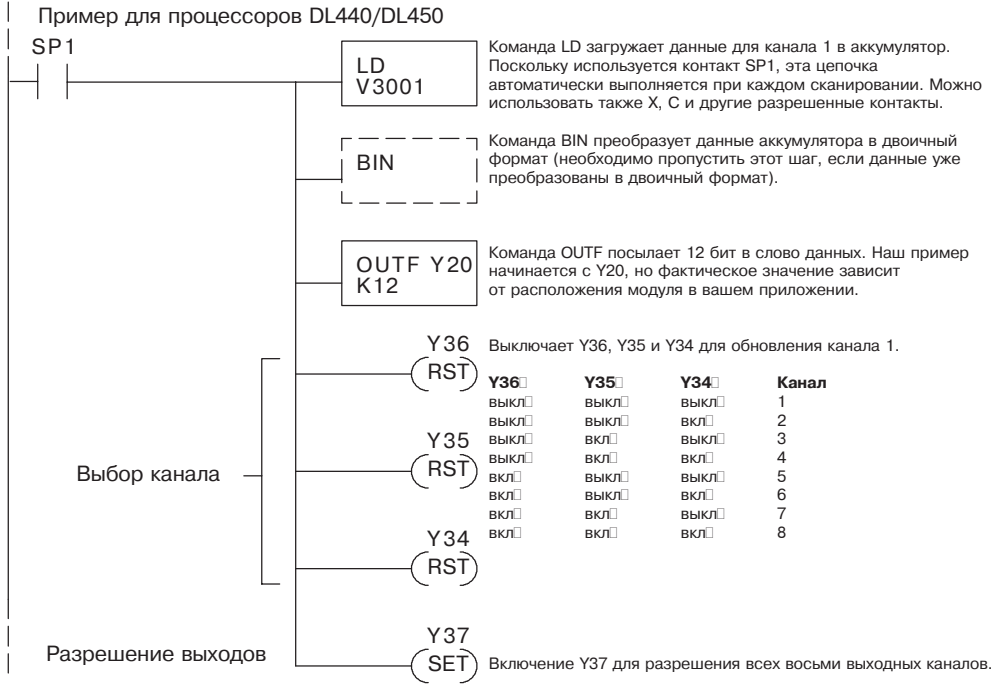 Пример для процессоров DL440/DL450
SP1
LD
V3001
Команда LD загружает данные для канала 1 в аккумулятор.
Поскольку используется контакт SP1, эта цепочка
автоматически выполняется при каждом сканировании. Можно
использовать также X, C и другие разрешенные контакты.
BIN
Команда BIN преобразует данные аккумулятора в двоичный
формат (необходимо пропустить этот шаг, если данные уже
преобразованы в двоичный формат).
OUTF Y20
K12
Команда OUTF посылает 12 бит в слово данных. Наш пример
начинается с Y20, но фактическое значение зависит
от расположения модуля в вашем приложении.
Y36
RST
Выключает Y36, Y35 и Y34 для обновления канала 1.
Y36 Y35 Y34 Канал
выкл выкл выкл 1
выкл выкл вкл 2
выкл вкл выкл 3
выкл вкл вкл 4
вкл выкл выкл 5
вкл выкл вкл 6
вкл вкл выкл 7
вкл вкл вкл 8
Y35
RST
Выбор канала
Y34
RST
Y37
SET
Разрешение выходов
Включение Y37 для разрешения всех восьми выходных каналов.